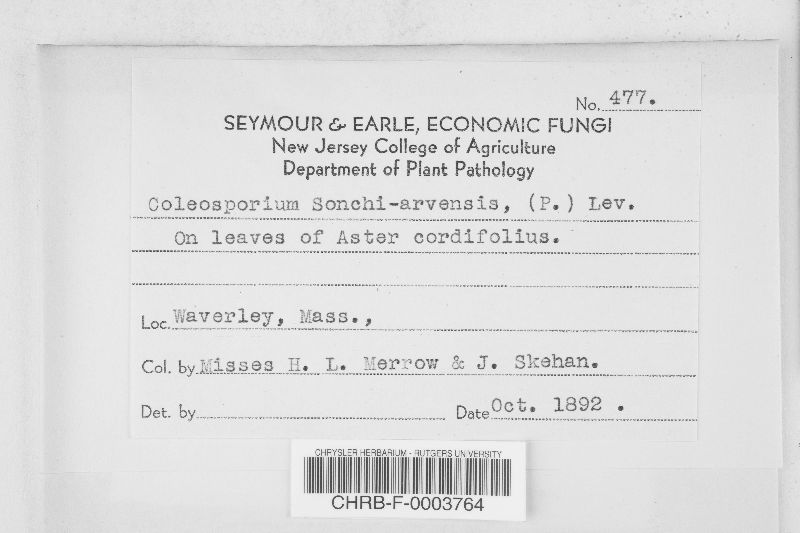 No. 477.
SEYMOUR & EARLE, ECONOMIC FUNGI
New Jersey College of Agriculture
Department of Plant Pathology
Coleosporium Sonchi-arvensis, (P.) Lev.
On leaves of Aster cordifolius.
Loc. Waverley, Mass.,
Col. by Misses H. L. Merrow & J. Skehan.
Det. by Date Oct. 1892 .
CHRYSLER HERBARIUM - RUTGERS UNIVERSITY
CHRB-F-0003764